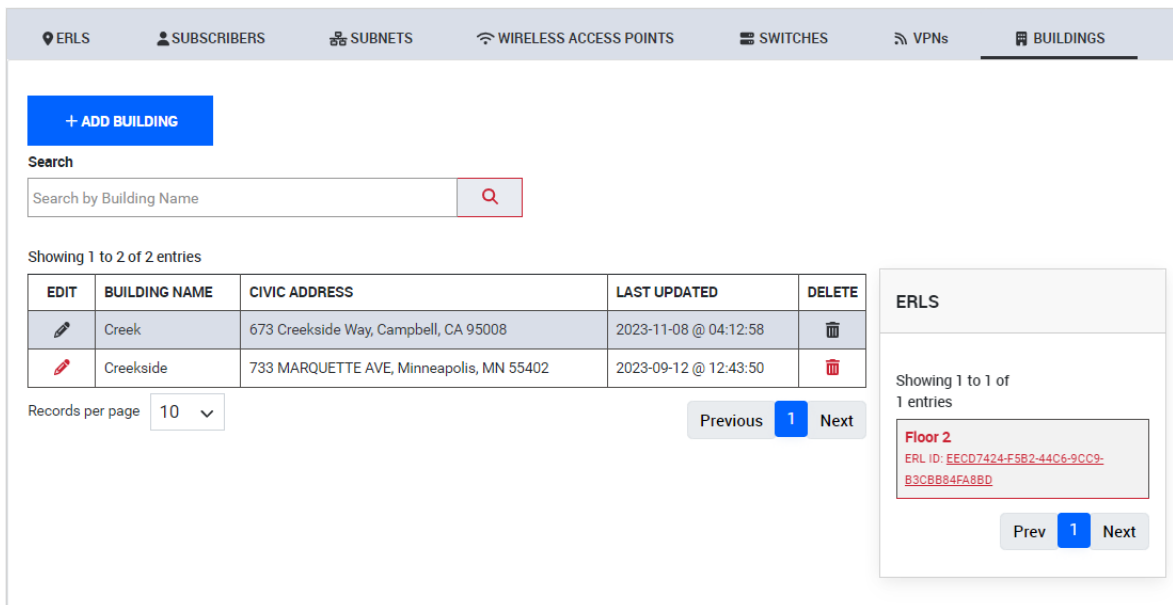 ERLS SUBSCRIBERS SUBNETS WIRELESS ACCESS POINTS SWITCHES VPNs BUILDINGS
+ ADD BUILDING
Search
Search by Building Name
Showing 1 to 2 of 2 entries
EDIT BUILDING NAME CIVIC ADDRESS LAST UPDATED DELETE
Creek 673 Creekside Way, Campbell, CA 95008 2023-11-08 @ 04:12:58
Creekside 733 MARQUETTE AVE, Minneapolis, MN 55402 2023-09-12 @ 12:43:50
Records per page 10
Previous 1 Next
ERLS
Showing 1 to 1 of
1 entries
Floor 2
ERL ID: EECD7424-F5B2-44C6-9CC9-
B3CBB84FA8BD
Prev 1 Next